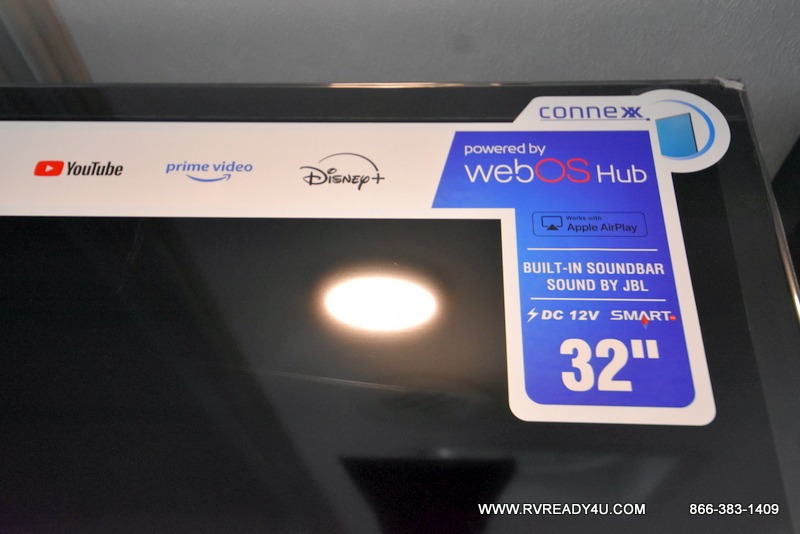 connexx
YouTube
prime video
Disney+
powered by
webOS Hub
Works with
Apple AirPlay
BUILT-IN SOUNDBAR
SOUND BY JBL
DC 12V SMART
32"
WWW.RVREADY4U.COM 866-383-1409